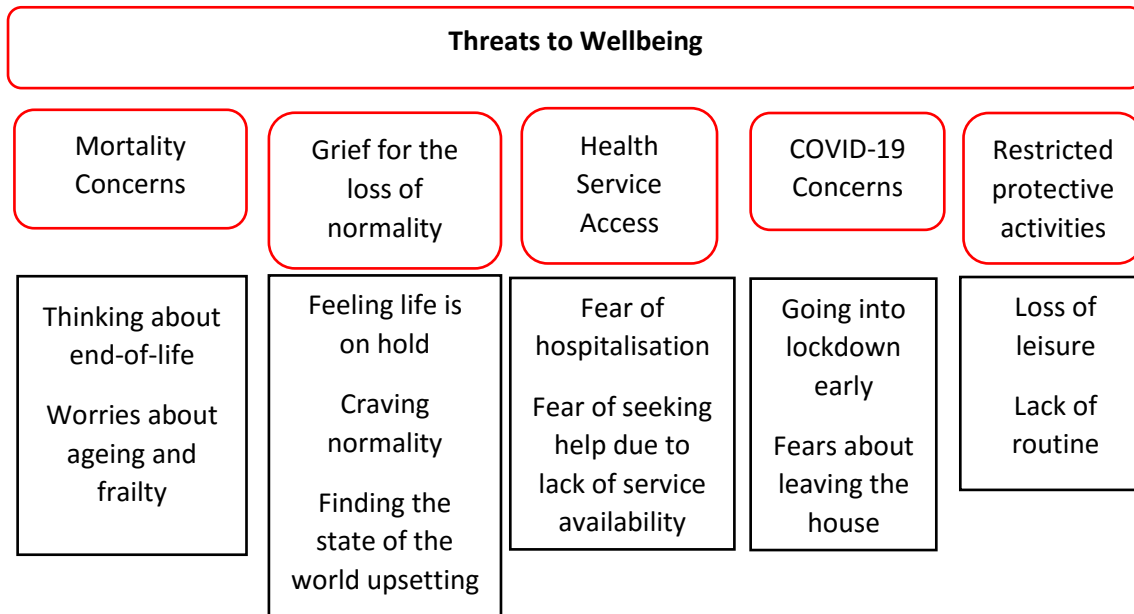 Threats to Wellbeing
Mortality
Concerns
Grief for the
loss of
normality
Health
Service
Access
COVID-19
Concerns
Restricted
protective
activities
Thinking about
end-of-life
Worries about
ageing and
frailty
Feeling life is
on hold
Craving
normality
Finding the
state of the
world upsetting
Fear of
hospitalisation
Fear of seeking
help due to
lack of service
availability
Going into
lockdown
early
Fears about
leaving the
house
Loss of
leisure
Lack of
routine